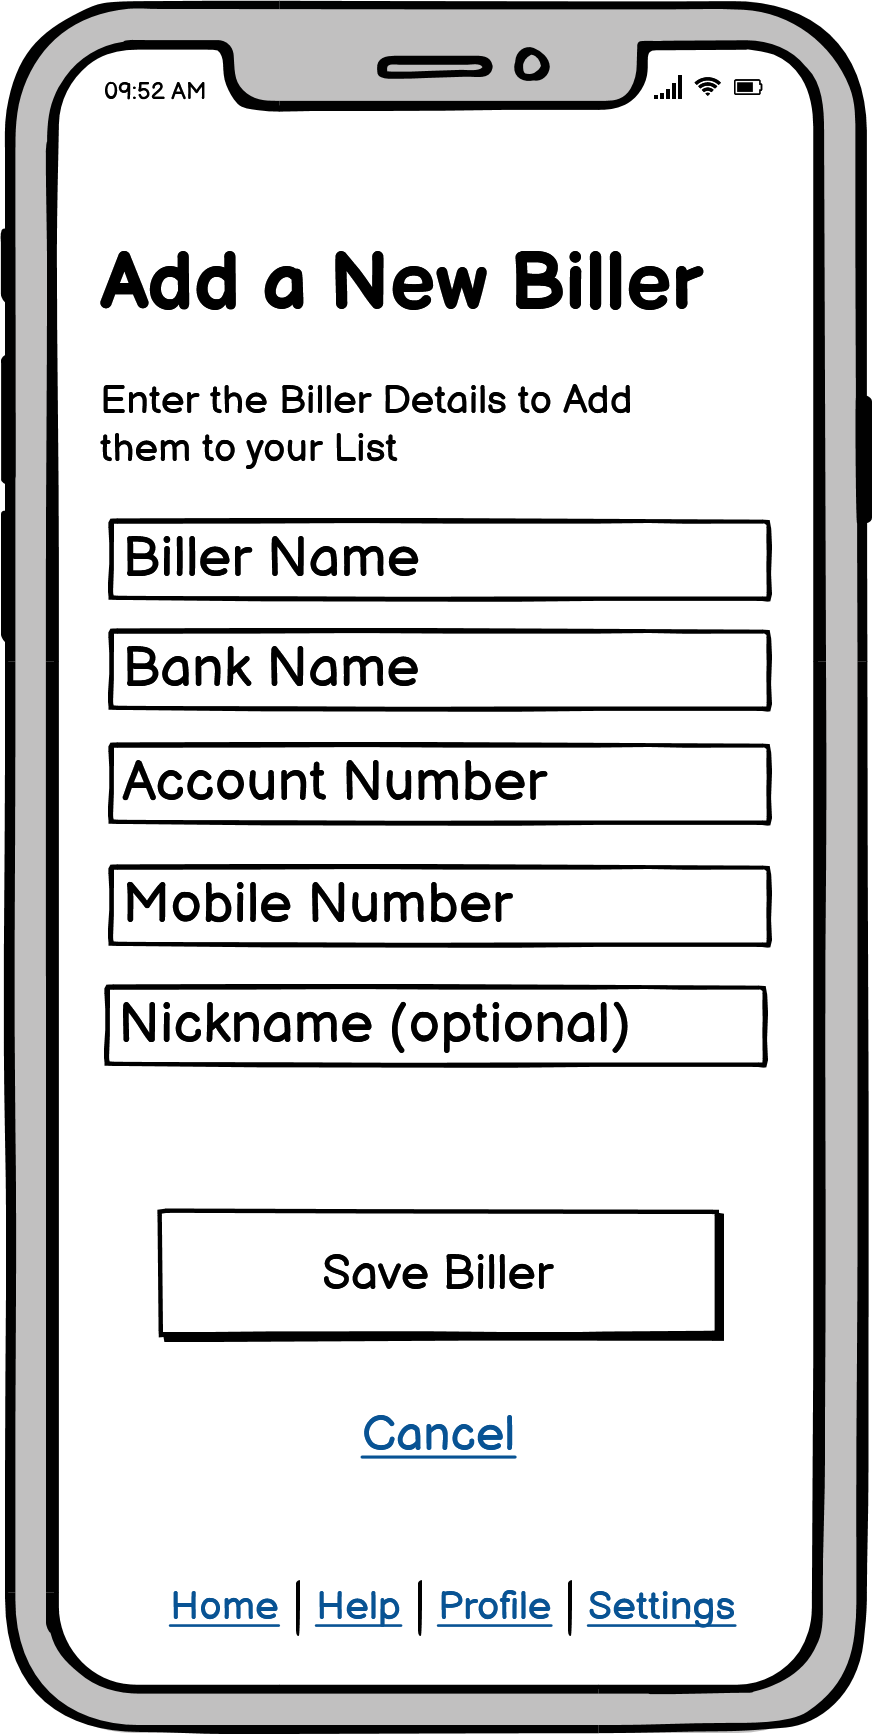 09:52 AM
Add a New Biller
Enter the Biller Details to Add
them to your List
Biller Name
Bank Name
Account Number
Mobile Number
Nickname (optional)
Save Biller
Cancel
Home | Help | Profile | Settings